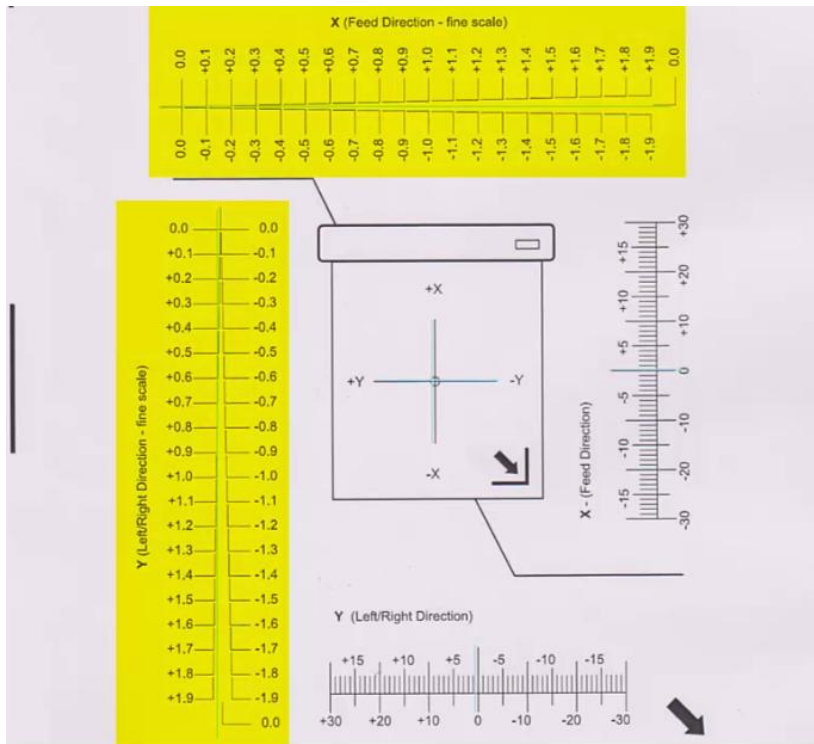 X (Feed Direction - fine scale)
0.0 +0.1 +0.2 +0.3 +0.4 +0.5 +0.6 +0.7 +0.8 +0.9 +1.0 +1.1 +1.2 +1.3 +1.4 +1.5 +1.6 +1.7 +1.8 +1.9 0.0
0.0 -0.1 -0.2 -0.3 -0.4 -0.5 -0.6 -0.7 -0.8 -0.9 -1.0 -1.1 -1.2 -1.3 -1.4 -1.5 -1.6 -1.7 -1.8 -1.9
Y (Left/Right Direction - fine scale)
0.0 0.0
+0.1 -0.1
+0.2 -0.2
+0.3 -0.3
+0.4 -0.4
+0.5 -0.5
+0.6 -0.6
+0.7 -0.7
+0.8 -0.8
+0.9 -0.9
+1.0 -1.0
+1.1 -1.1
+1.2 -1.2
+1.3 -1.3
+1.4 -1.4
+1.5 -1.5
+1.6 -1.6
+1.7 -1.7
+1.8 -1.8
+1.9 -1.9
0.0
+X
+Y -Y
-X
X - (Feed Direction)
+15 +10 +5 -5 -10 -15
+30 +20 +10 0 -10 -20 -30
Y (Left/Right Direction)
+15 +10 +5 -5 -10 -15
+30 +20 +10 0 -10 -20 -30